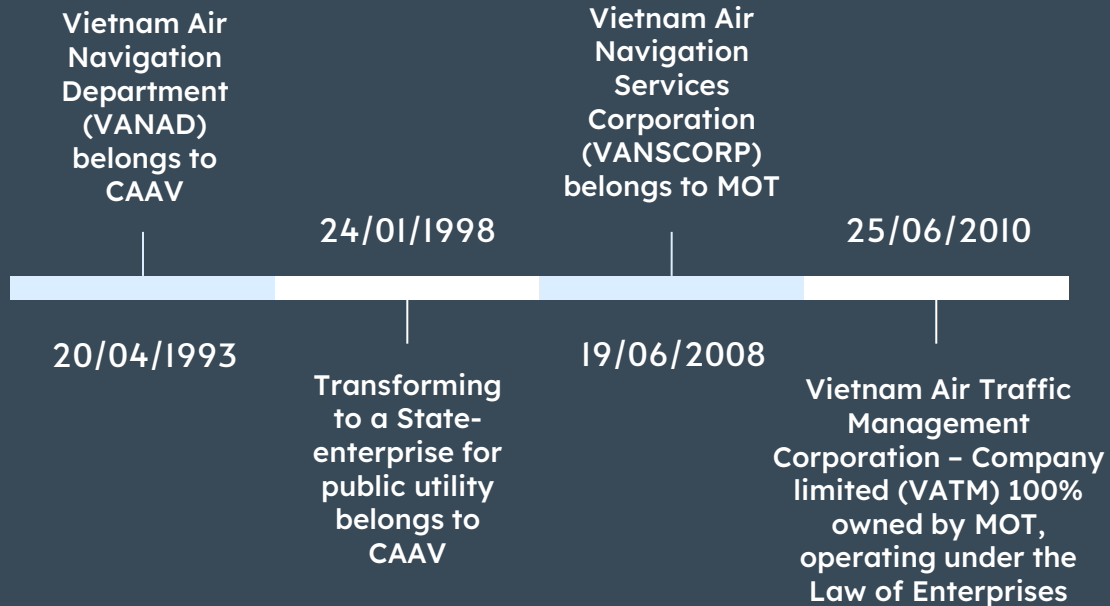 Vietnam Air
Navigation
Department
(VANAD)
belongs to
CAAV
20/04/1993
24/01/1998
Transforming
to a State-
enterprise for
public utility
belongs to
CAAV
Vietnam Air
Navigation
Services
Corporation
(VANSCORP)
belongs to MOT
19/06/2008
25/06/2010
Vietnam Air Traffic
Management
Corporation – Company
limited (VATM) 100%
owned by MOT,
operating under the
Law of Enterprises